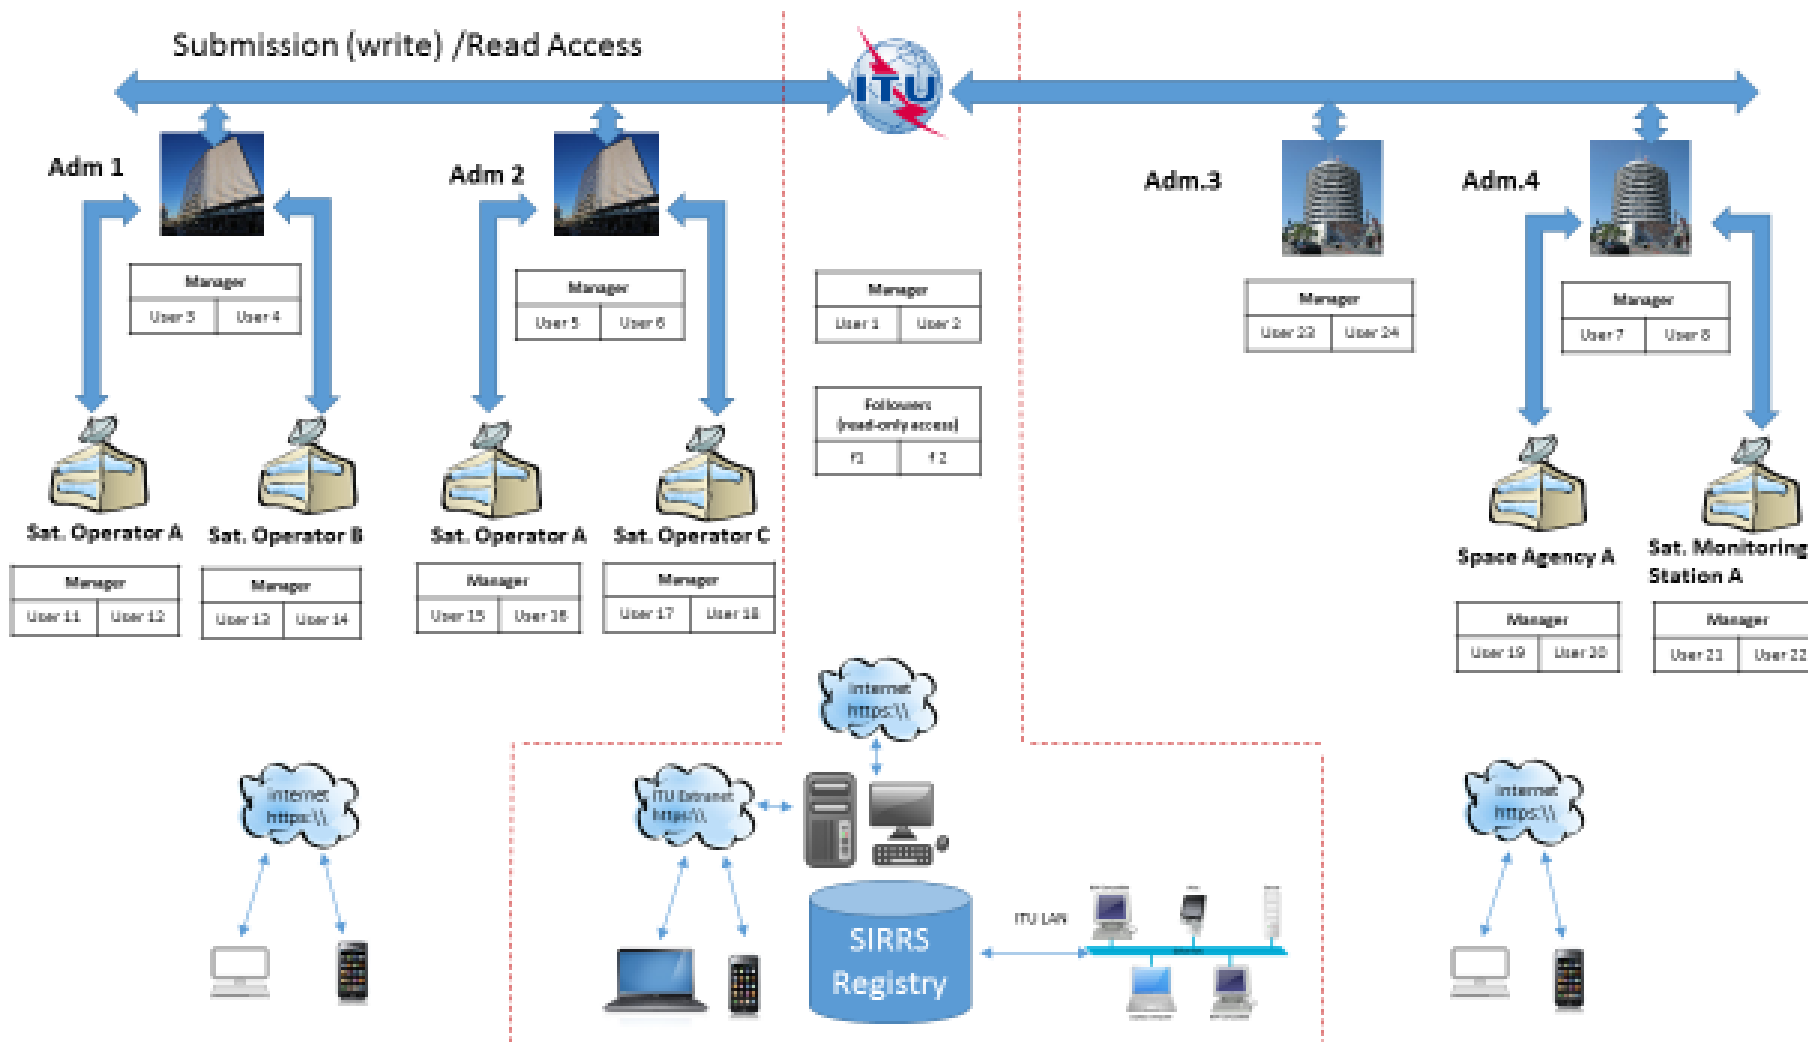 Submission (write) /Read Access
ITU
Adm 1
Adm 2
Adm.3
Adm.4
Manager
User 3
User 4
Manager
User 5
User 6
Manager
User 1
User 2
Manager
User 23
User 24
Manager
User 7
User 8
Followers
(read-only access)
f1
f2
Sat. Operator A
Sat. Operator B
Sat. Operator A
Sat. Operator C
Space Agency A
Sat. Monitoring
Station A
Manager
User 11
User 12
Manager
User 13
User 14
Manager
User 15
User 16
Manager
User 17
User 18
Manager
User 19
User 20
Manager
User 21
User 22
Internet
https:\\
Internet
https:\\
ITU Extranet
https:\\
Internet
https:\\
SIRRS
Registry
ITU LAN